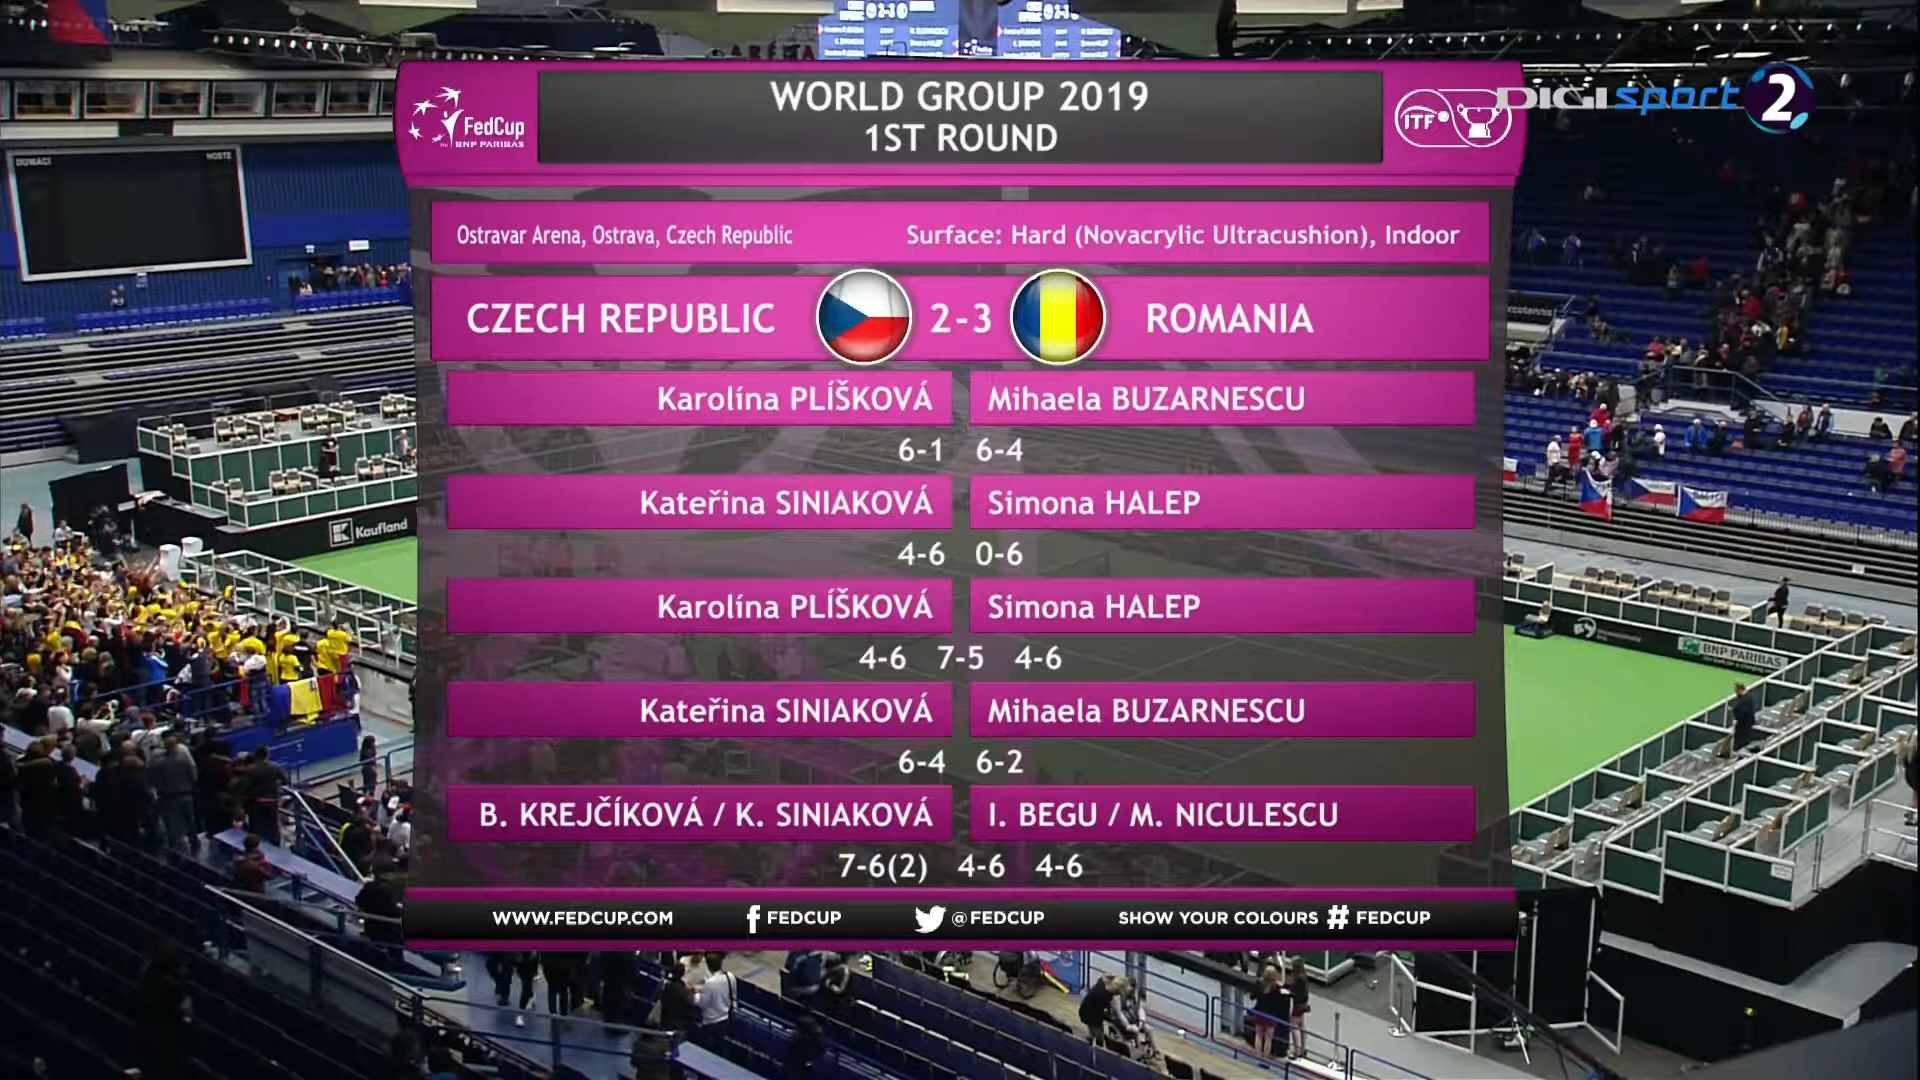 WORLD GROUP 2019
1ST ROUND
FedCup
BY BNP PARIBAS
ITF
DIGI sport 2
DOMACI
HOSTE
Ostravar Arena, Ostrava, Czech Republic
Surface: Hard (Novacrylic Ultracushion), Indoor
CZECH REPUBLIC 2-3 ROMANIA
Karolína PLÍŠKOVÁ Mihaela BUZARNESCU
6-1 6-4
Kateřina SINIAKOVÁ Simona HALEP
4-6 0-6
Karolína PLÍŠKOVÁ Simona HALEP
4-6 7-5 4-6
Kateřina SINIAKOVÁ Mihaela BUZARNESCU
6-4 6-2
B. KREJČÍKOVÁ / K. SINIAKOVÁ I. BEGU / M. NICULESCU
7-6(2) 4-6 4-6
WWW.FEDCUP.COM f FEDCUP @FEDCUP SHOW YOUR COLOURS # FEDCUP
K Kaufland
BNP PARIBAS